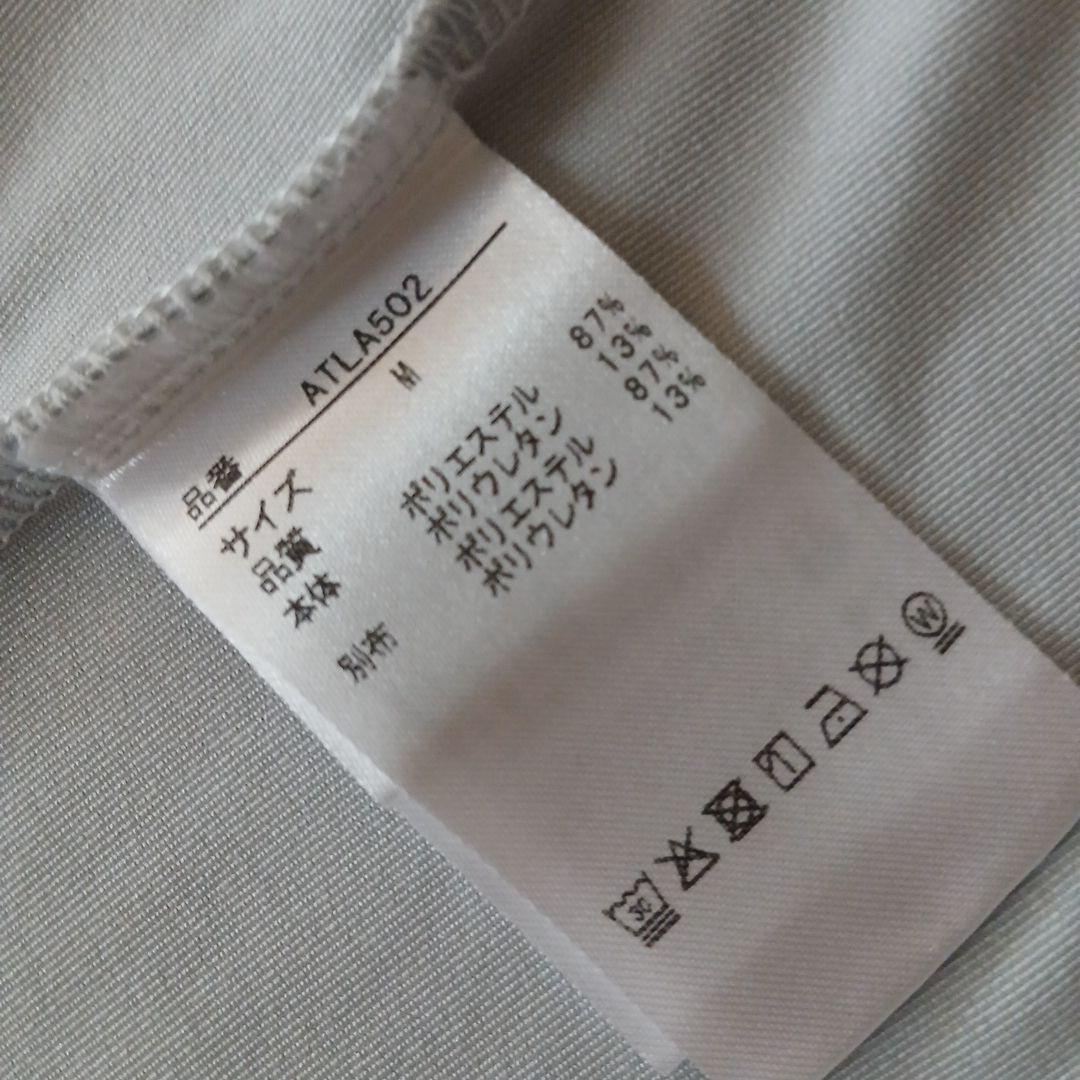 品番 ATLA502
サイズ M
品質
本体 ポリエステル 87%
ポリウレタン 13%
別布 ポリエステル 87%
ポリウレタン 13%
30
W